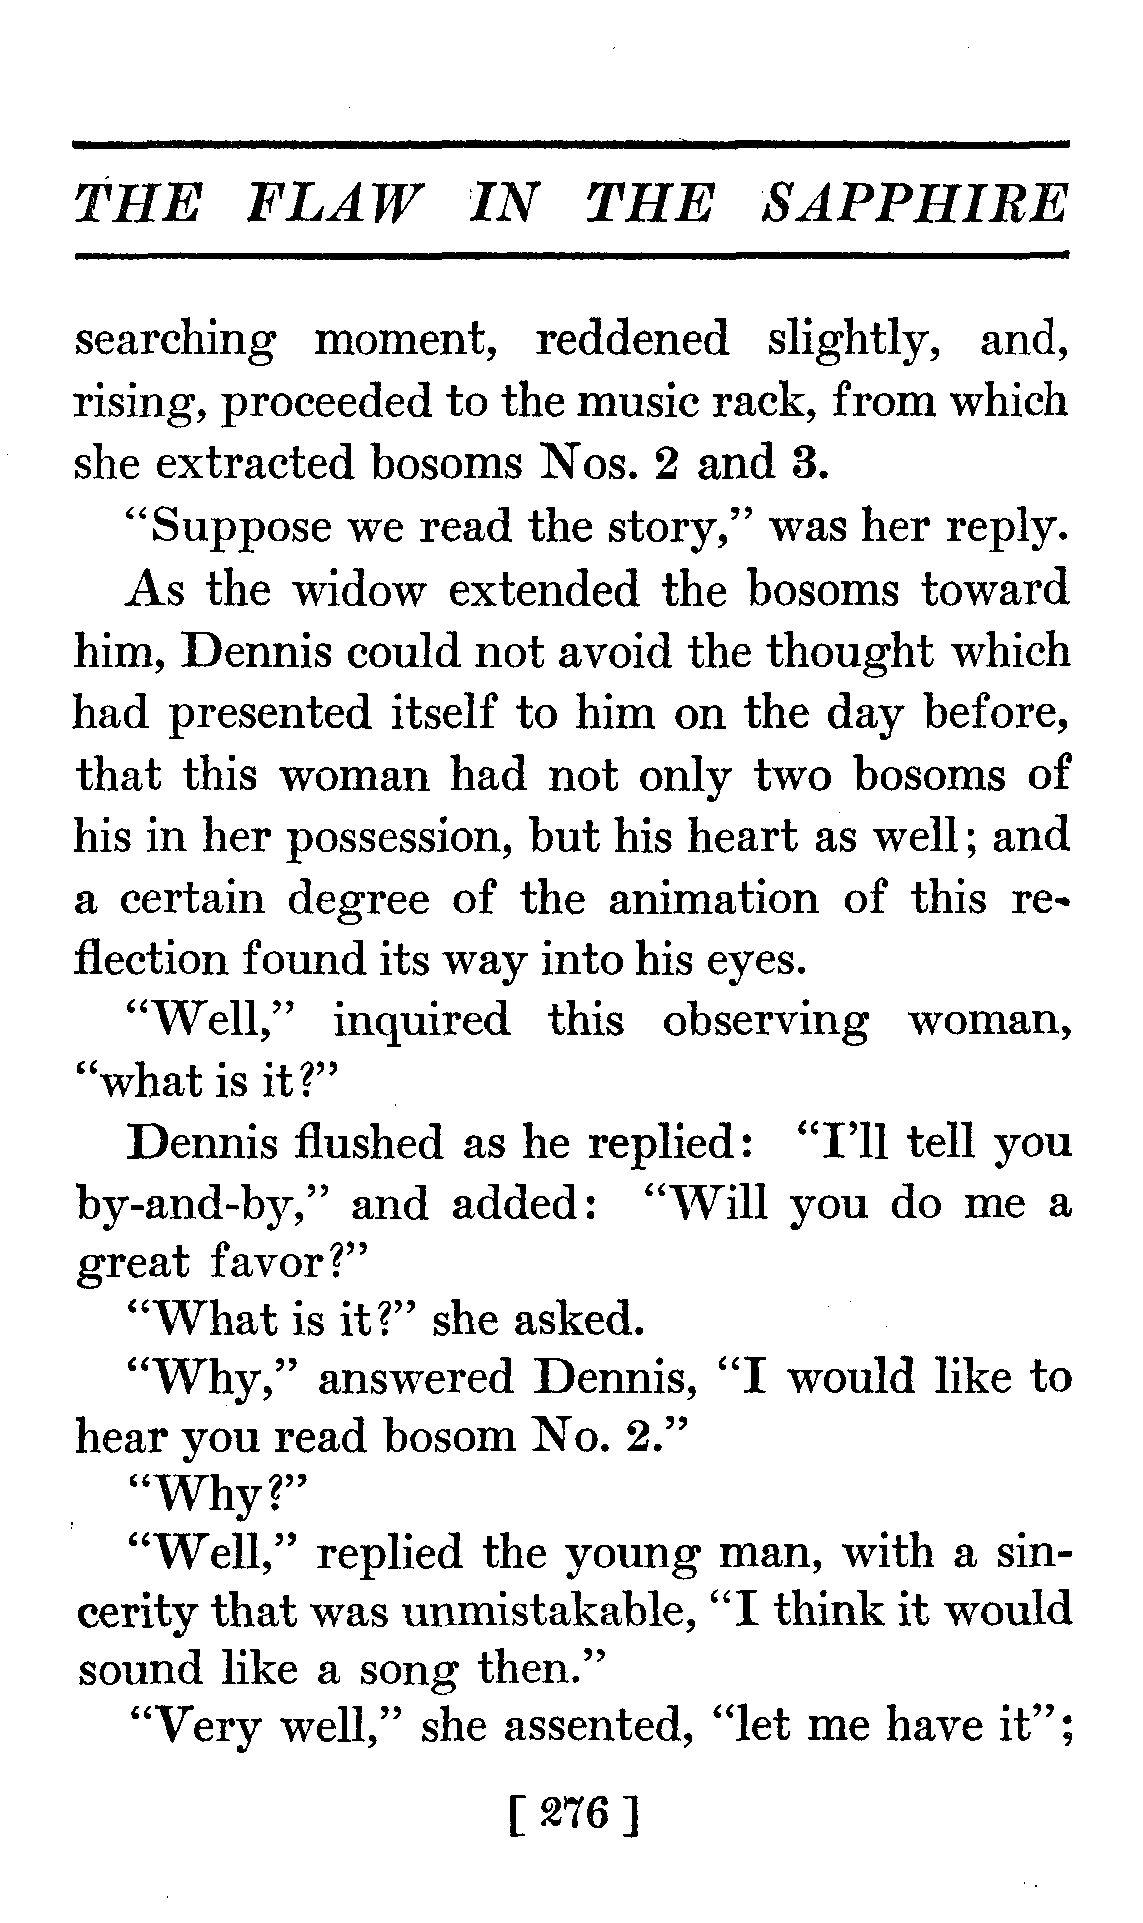 THE FLAW IN THE SAPPHIRE
searching moment, reddened slightly, and,
rising, proceeded to the music rack, from which
she extracted bosoms Nos. 2 and 3.
"Suppose we read the story," was her reply.
As the widow extended the bosoms toward
him, Dennis could not avoid the thought which
had presented itself to him on the day before,
that this woman had not only two bosoms of
his in her possession, but his heart as well; and
a certain degree of the animation of this re-
flection found its way into his eyes.
"Well," inquired this observing woman,
"what is it?"
Dennis flushed as he replied: "I'll tell you
by-and-by," and added: "Will you do me a
great favor?"
"What is it?" she asked.
"Why," answered Dennis, "I would like to
hear you read bosom No. 2."
"Why?"
"Well," replied the young man, with a sin-
cerity that was unmistakable, "I think it would
sound like a song then."
"Very well," she assented, "let me have it";
[ 276 ]